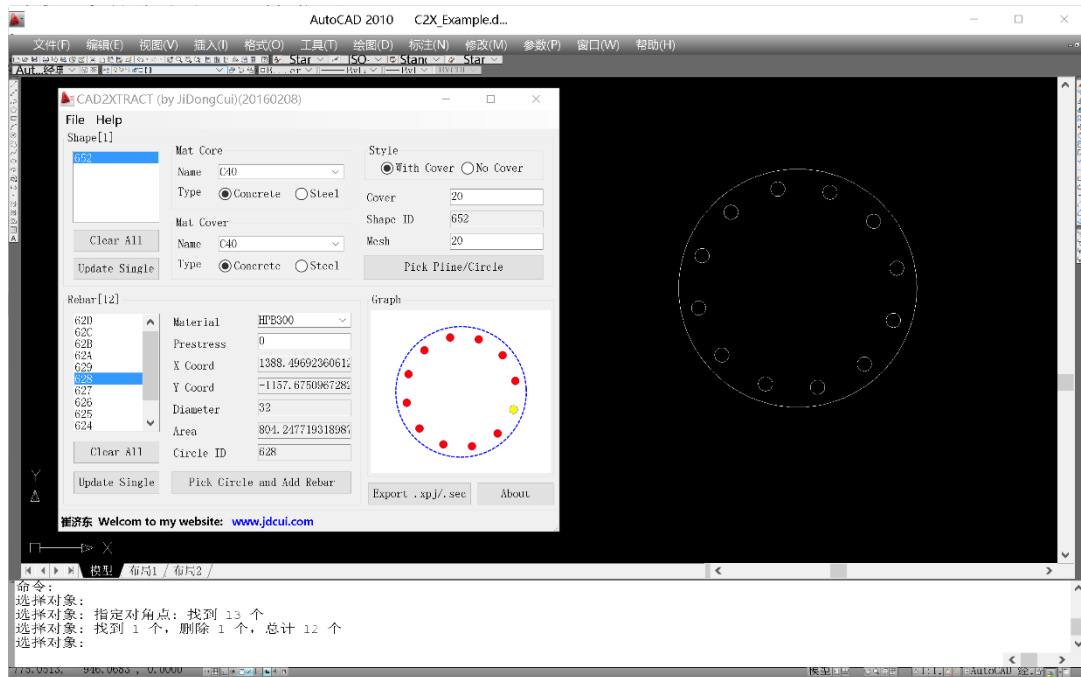 AutoCAD 2010 C2X_Example.d...
文件(F) 编辑(E) 视图(V) 插入(I) 格式(O) 工具(T) 绘图(D) 标注(N) 修改(M) 参数(P) 窗口(W) 帮助(H)
CAD2XTRACT (by JiDongCui)(20160208)
File Help
Shape[1]
652
Clear All
Update Single
Mat Core
Name C40
Type Concrete Steel
Mat Cover
Name C40
Type Concrete Steel
Style
With Cover No Cover
Cover 20
Shape ID 652
Mesh 20
Pick Pline/Circle
Rebar[12]
62D
62C
62B
62A
629
628
627
626
625
624
Clear All
Update Single
Material HPB300
Prestress 0
X Coord 1388.49692360612
Y Coord -1157.6750967282
Diameter 32
Area 804.247719318987
Circle ID 628
Pick Circle and Add Rebar
Graph
Export .xpj/.sec About
崔济东 Welcom to my website: www.jdcui.com
Y
X
模型 布局1 布局2
命令:
选择对象:
选择对象: 指定对角点: 找到 13 个
选择对象: 找到 1 个，删除 1 个，总计 12 个
选择对象: